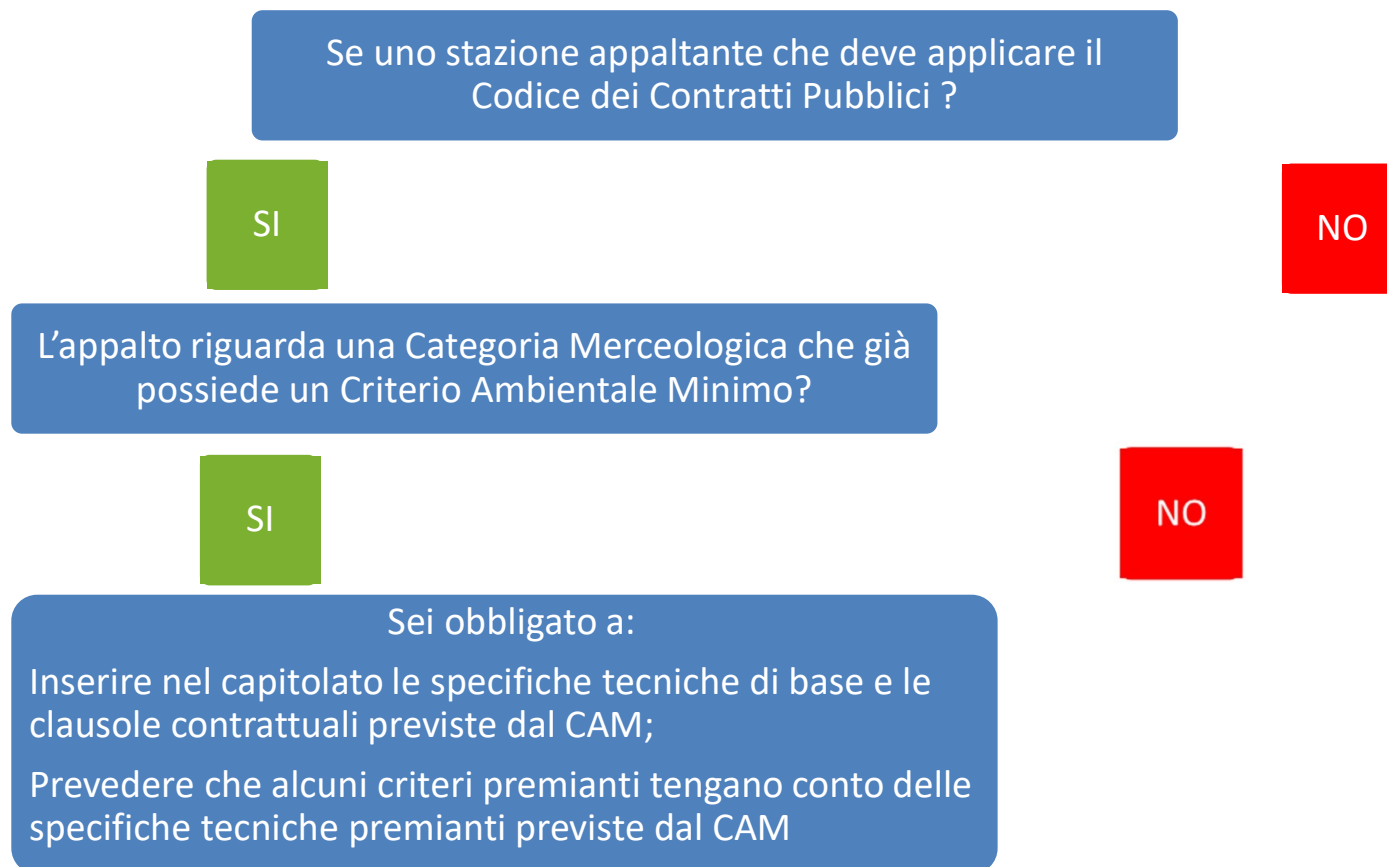 Se uno stazione appaltante che deve applicare il
Codice dei Contratti Pubblici ?
SI
NO
L’appalto riguarda una Categoria Merceologica che già
possiede un Criterio Ambientale Minimo?
SI
NO
Sei obbligato a:
Inserire nel capitolato le specifiche tecniche di base e le
clausole contrattuali previste dal CAM;
Prevedere che alcuni criteri premianti tengano conto delle
specifiche tecniche premianti previste dal CAM